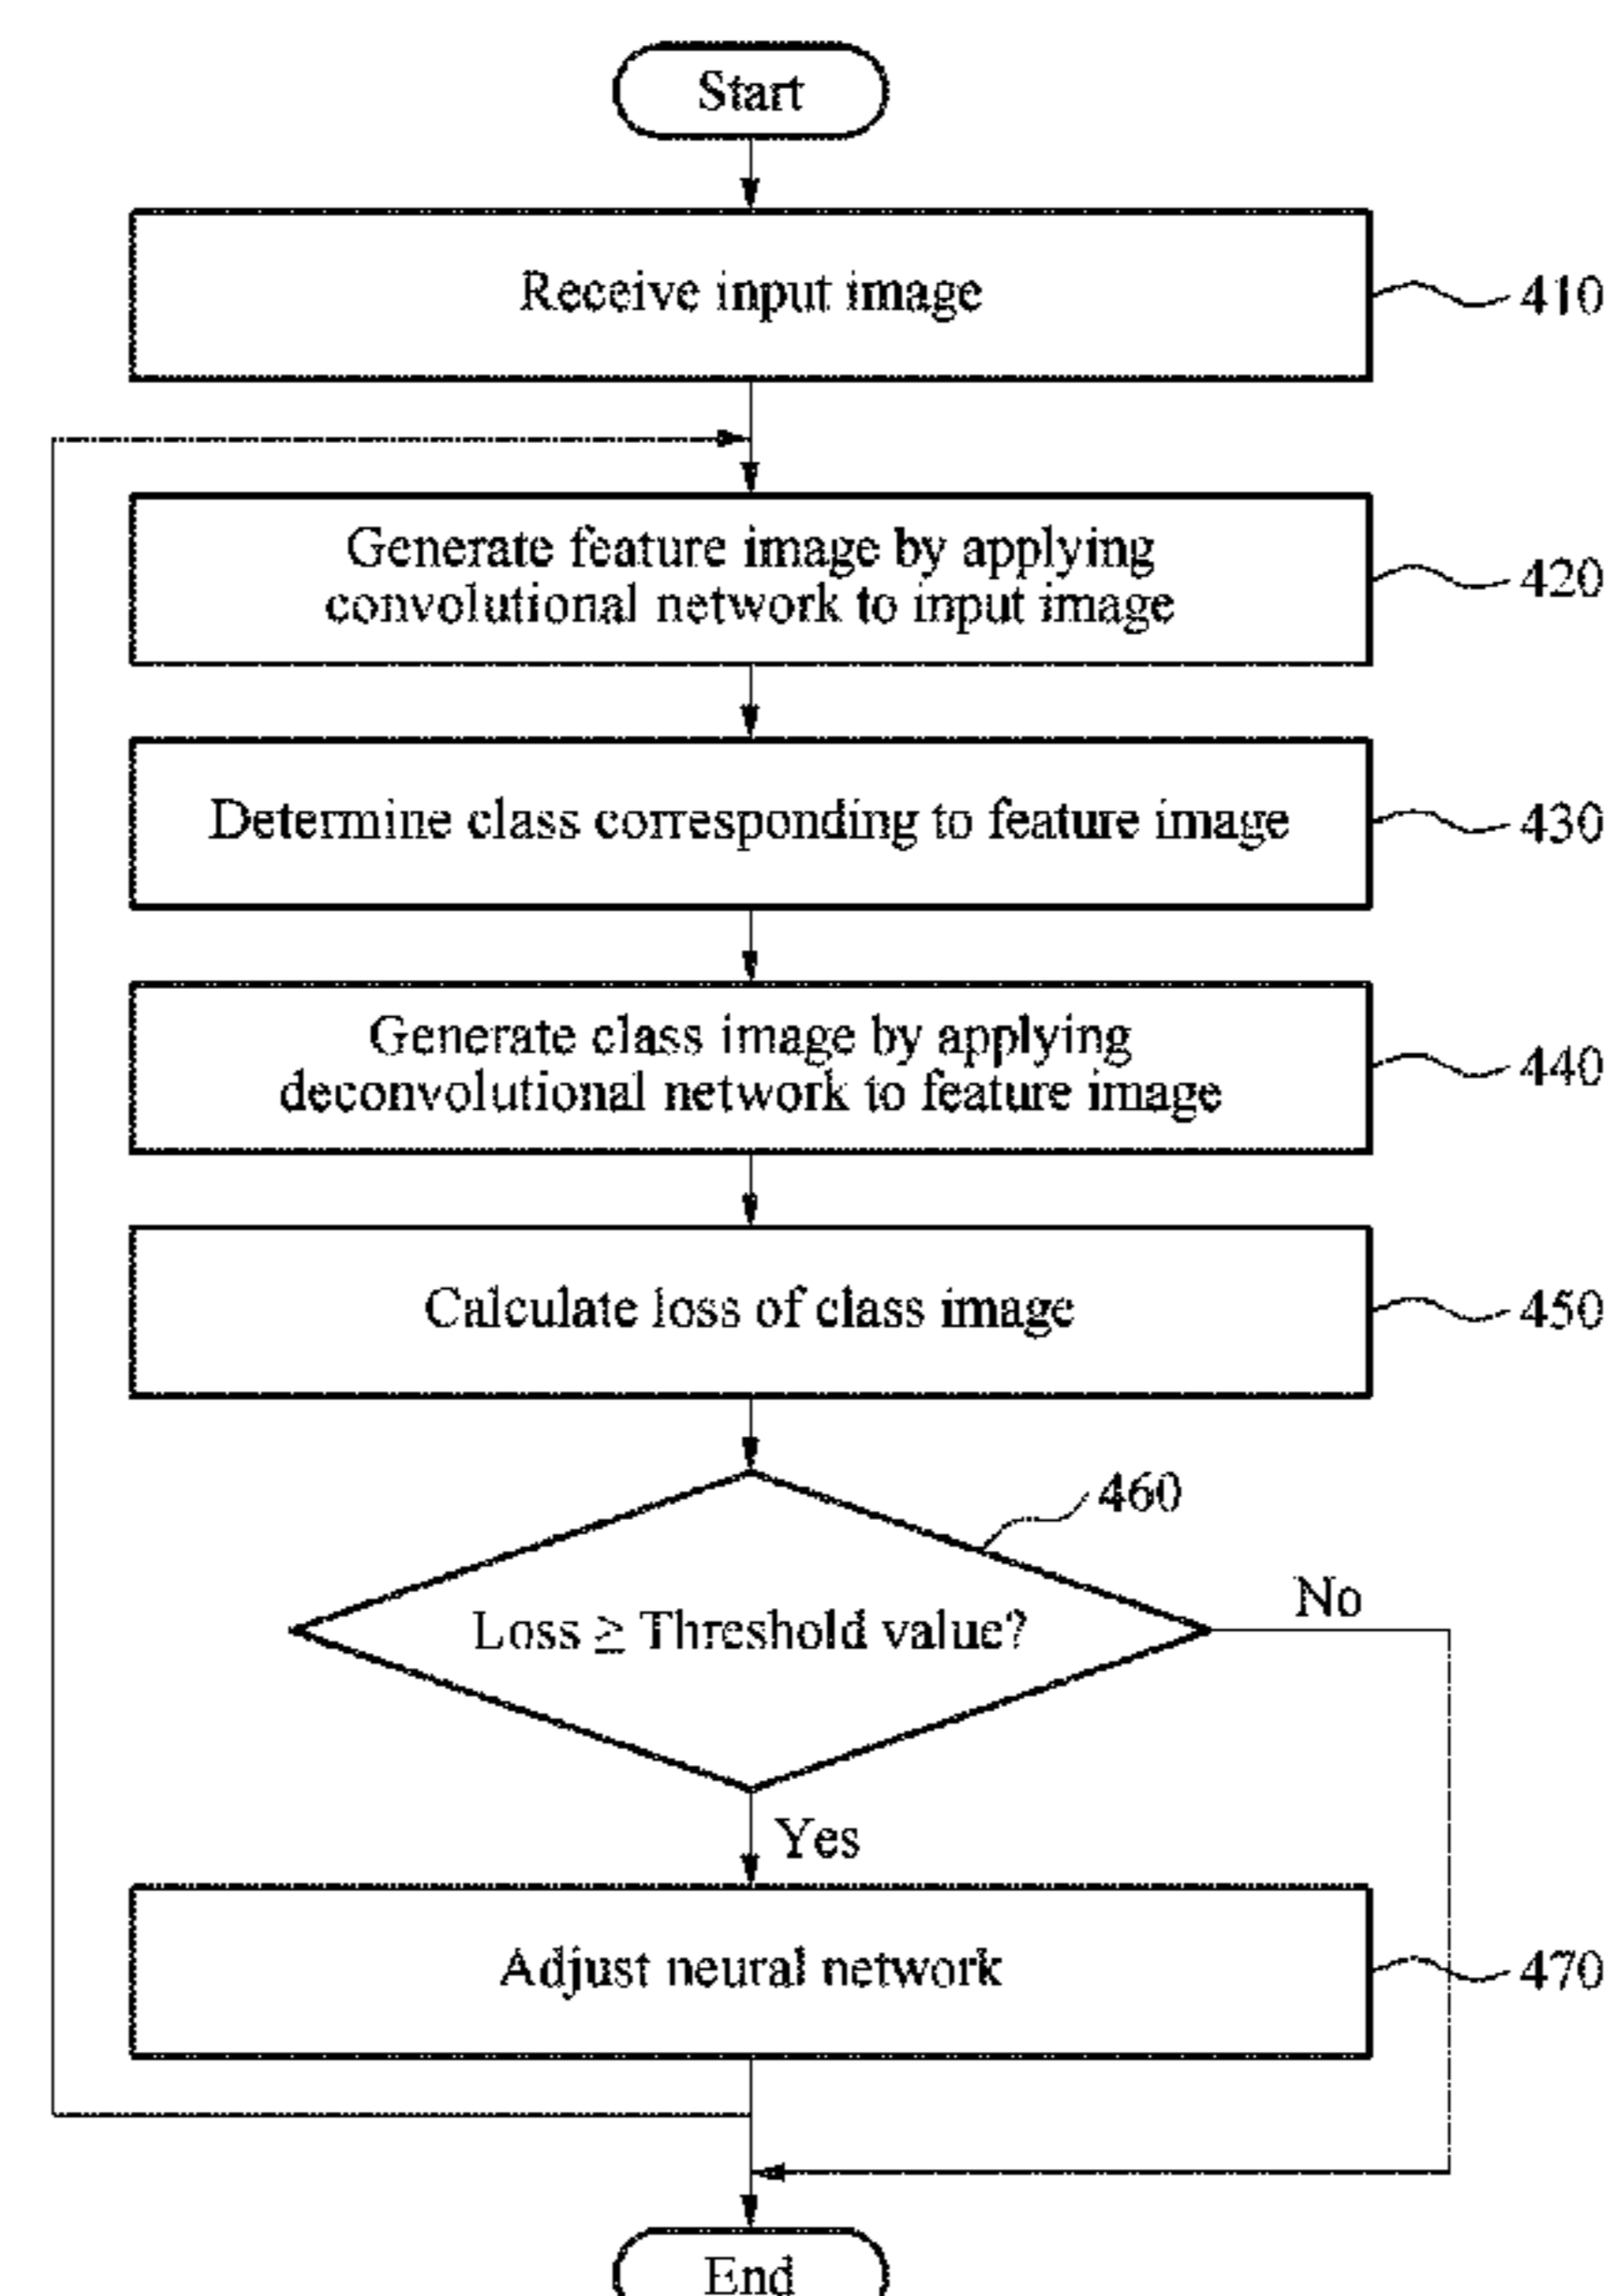 Start
Receive input image
410
Generate feature image by applying
convolutional network to input image
420
Determine class corresponding to feature image
430
Generate class image by applying
deconvolutional network to feature image
440
Calculate loss of class image
450
460
Loss ≥ Threshold value?
No
Yes
Adjust neural network
470
End